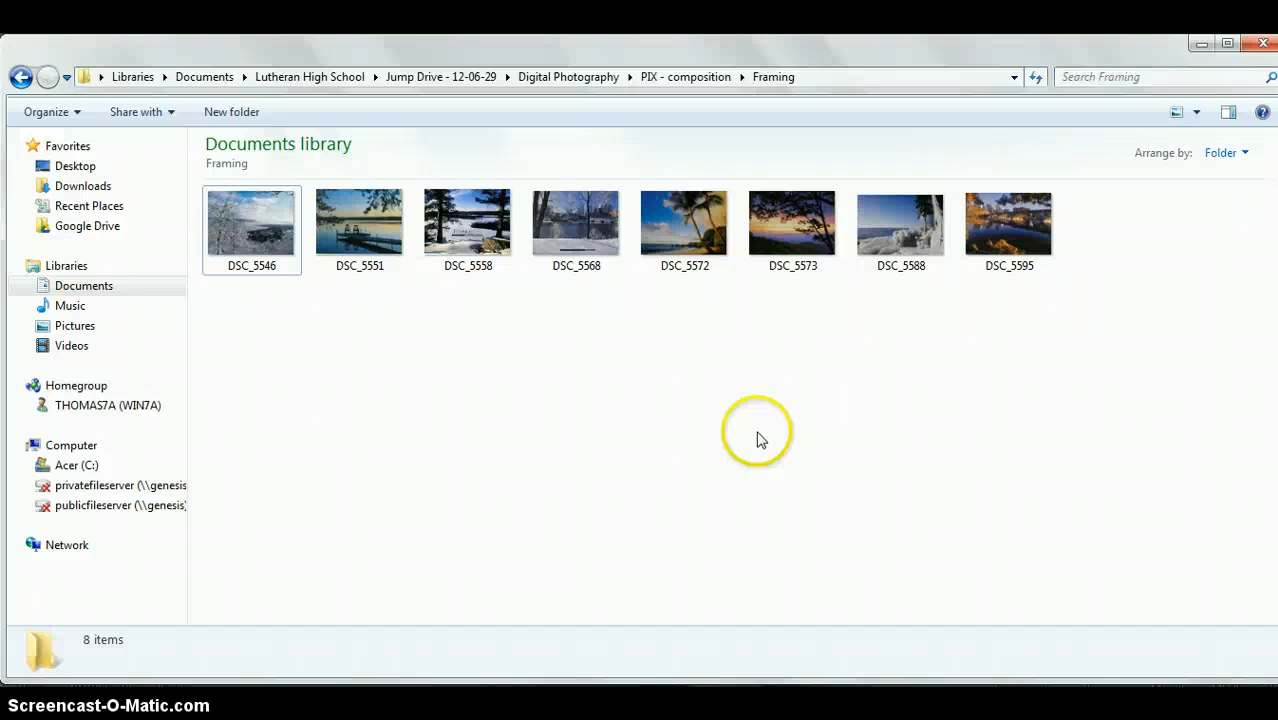 Libraries Documents Lutheran High School Jump Drive - 12-06-29 Digital Photography PIX - composition Framing
Search Framing
Organize Share with New folder
Favorites
Desktop
Downloads
Recent Places
Google Drive
Libraries
Documents
Music
Pictures
Videos
Homegroup
THOMAS7A (WIN7A)
Computer
Acer (C:)
privatefileserver (\\genesis
publicfileserver (\\genesis)
Network
Documents library
Framing
Arrange by: Folder
DSC_5546 DSC_5551 DSC_5558 DSC_5568 DSC_5572 DSC_5573 DSC_5588 DSC_5595
8 items
Screencast-O-Matic.com